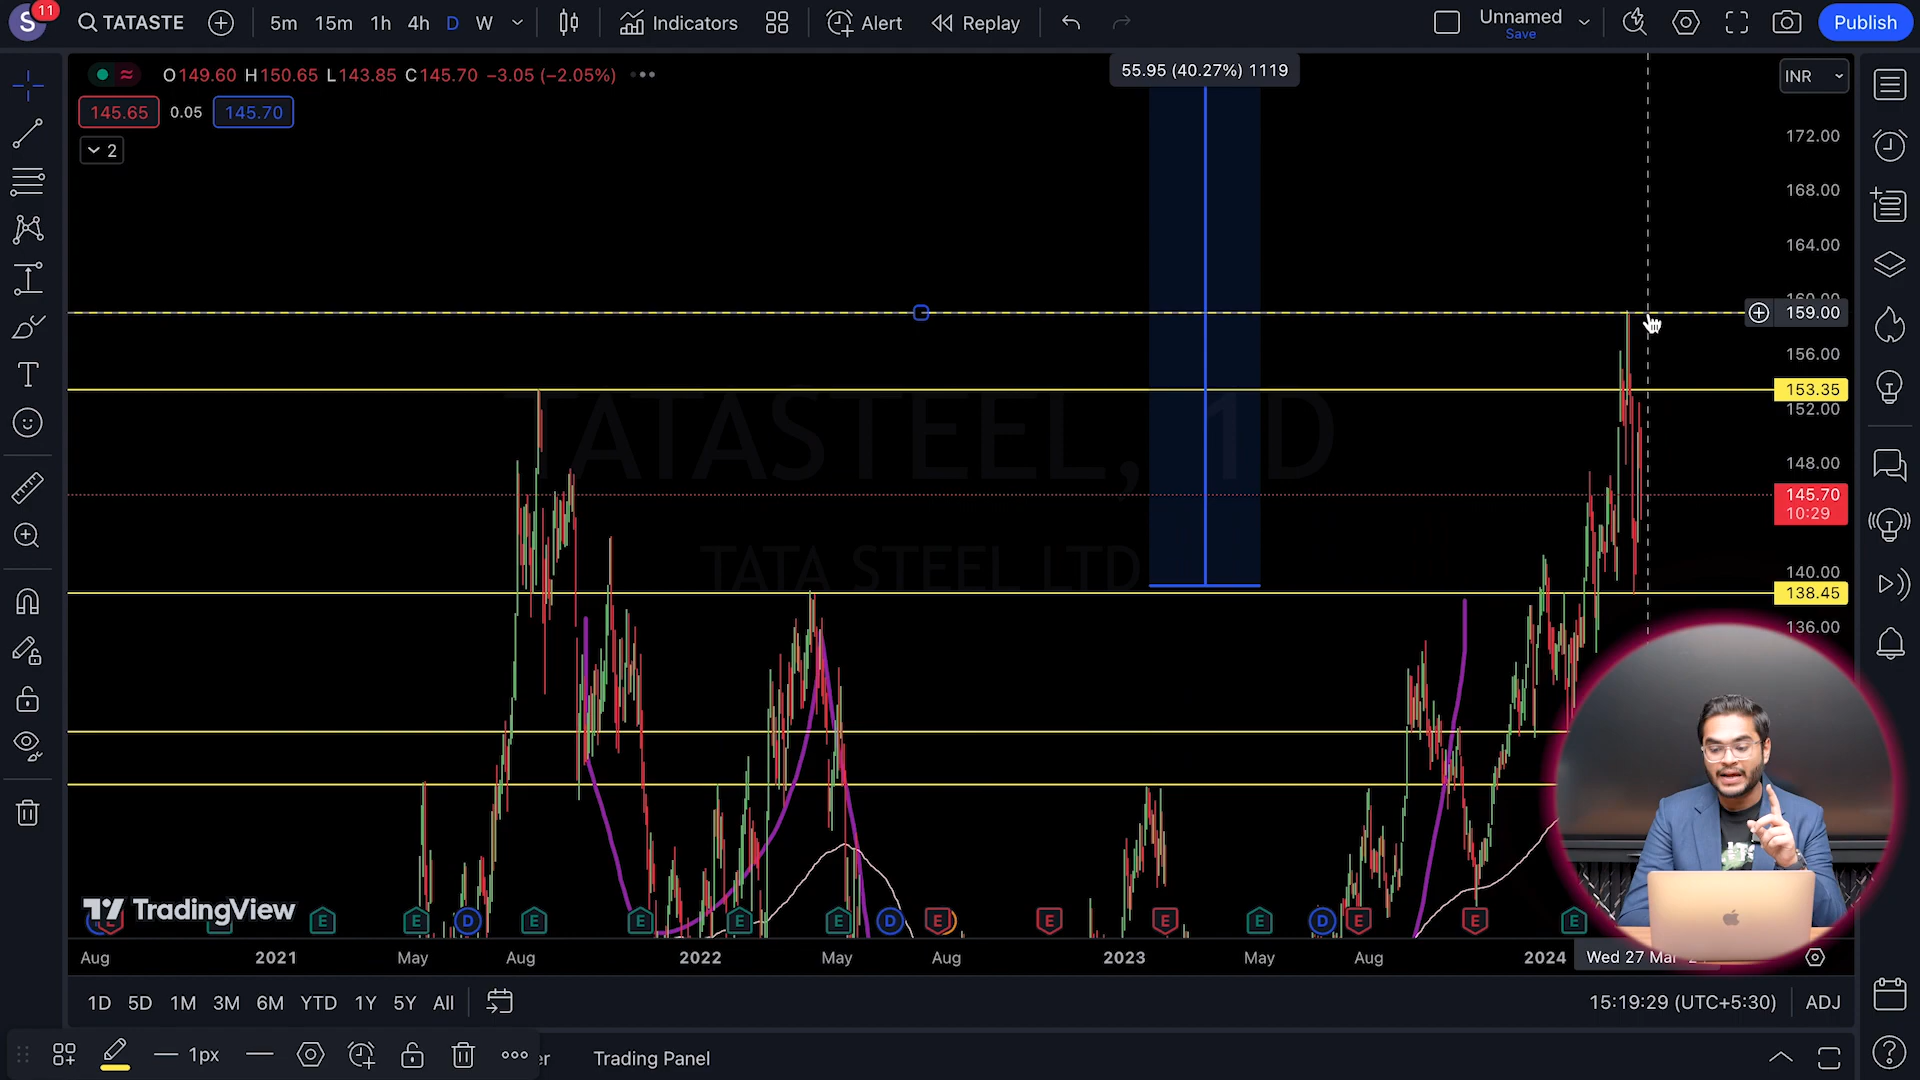 S 11 TATASTE 5m 15m 1h 4h D W Indicators Alert Replay Unnamed Save Publish
O149.60 H150.65 L143.85 C145.70 −3.05 (−2.05%)
55.95 (40.27%) 1119
INR
145.65 0.05 145.70
2
172.00
168.00
164.00
159.00
156.00
153.35
152.00
TATASTEEL, 1D
148.00
145.70
10:29
TATA STEEL LTD
140.00
138.45
136.00
TradingView
E E E D E E E E D E E E E D E E E
Aug 2021 May Aug 2022 May Aug 2023 May Aug 2024 Wed 27 Mar
1D 5D 1M 3M 6M YTD 1Y 5Y All 15:19:29 (UTC+5:30) ADJ
1px Trading Panel